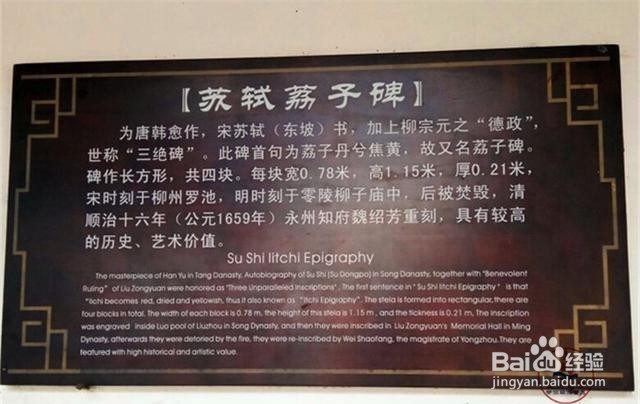 【苏轼荔子碑】
为唐韩愈作，宋苏轼（东坡）书，加上柳宗元之“德政”，
世称“三绝碑”。此碑首句为荔子丹兮焦黄，故又名荔子碑。
碑作长方形，共四块。每块宽0.78米，高1.15米，厚0.21米，
宋时刻于柳州罗池，明时刻于零陵柳子庙中，后被焚毁，清
顺治十六年（公元1659年）永州知府魏绍芳重刻，具有较高
的历史、艺术价值。
Su Shi litchi Epigraphy
The masterpiece of Han Yu in Tang Danasty, Autobiography of Su Shi (Su Dongpo) in Song Danasty, together with "Benevolent
Ruling" of Liu Zongyuan were honored as "Three Unparalleled Inscriptions". The first sentence in "Su Shi Litchi Epigraphy" is that
"lichi becomes red, dried and yellowish, thus it also known as "litchi Epigraphy". The stela is formed into rectangular, there are
four blocks in total. The width of each block is 0.78 m, the height of this stela is 1.15 m, and the tickness is 0.21 m, The inscription
was engraved inside Luo pool of Liuzhou in Song Dynasty, and then they were inscribed in Liu Zongyuan's Memorial Hall in Ming
Dynasty, afterwards they were detoried by the fire, they were re-inscribed by Wei Shaofang, the magistrate of Yongzhou. They are
featured with high historical and artistic value.
Baidu经验
jingyan.baidu.com